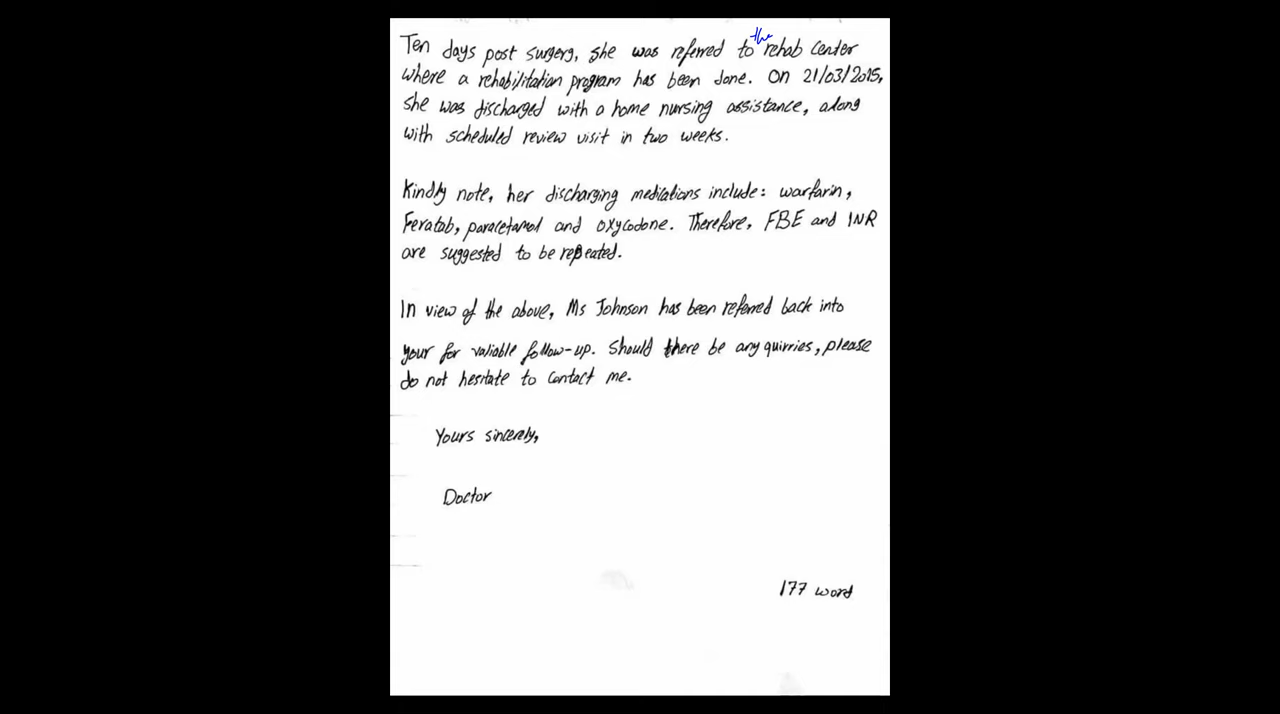 Ten days post surgery, she was referred to the rehab center
where a rehabilitation program has been done. On 21/03/2015,
she was discharged with a home nursing assistance, along
with scheduled review visit in two weeks.
Kindly note, her discharging medications include: warfarin,
Feratab, paracetamol and oxycodone. Therefore, FBE and INR
are suggested to be repeated.
In view of the above, Ms Johnson has been referred back into
your for valiable follow-up. Should there be any quirries, please
do not hesitate to contact me.
Yours sincerely,
Doctor
177 word